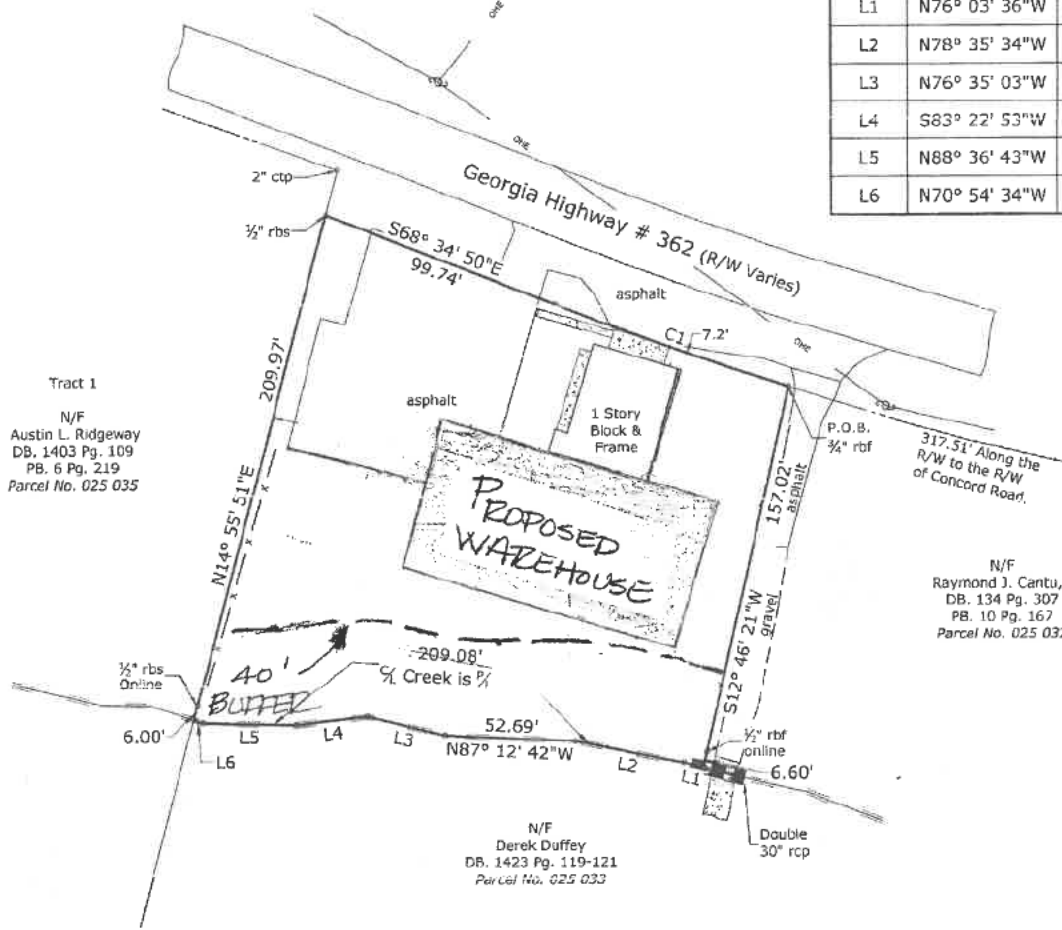 L1 N76° 03' 36"W
L2 N78° 35' 34"W
L3 N76° 35' 03"W
L4 S83° 22' 53"W
L5 N88° 36' 43"W
L6 N70° 54' 34"W
OHE
2" ctp
OHE
Georgia Highway # 362 (R/W Varies)
½" rbs
S68° 34' 50"E
99.74'
asphalt
C1
7.2'
OHE
209.97'
Tract 1
N/F
Austin L. Ridgeway
DB. 1403 Pg. 109
PB. 6 Pg. 219
Parcel No. 025 035
asphalt
1 Story
Block &
Frame
P.O.B.
¾" rbf
317.51' Along the
R/W to the R/W
of Concord Road.
157.02'
asphalt
PROPOSED
WAREHOUSE
N14° 55' 51"E
N/F
Raymond J. Cantu,
DB. 134 Pg. 307
PB. 10 Pg. 167
Parcel No. 025 032
S12° 46' 21"W
gravel
209.08'
℄ Creek is P/L
40'
BUFFER
½" rbs
Online
6.00'
L6
L5
L4
L3
52.69'
N87° 12' 42"W
L2
L1
½" rbf
online
6.60'
Double
30" rcp
N/F
Derek Duffey
DB. 1423 Pg. 119-121
Parcel No. 025 033